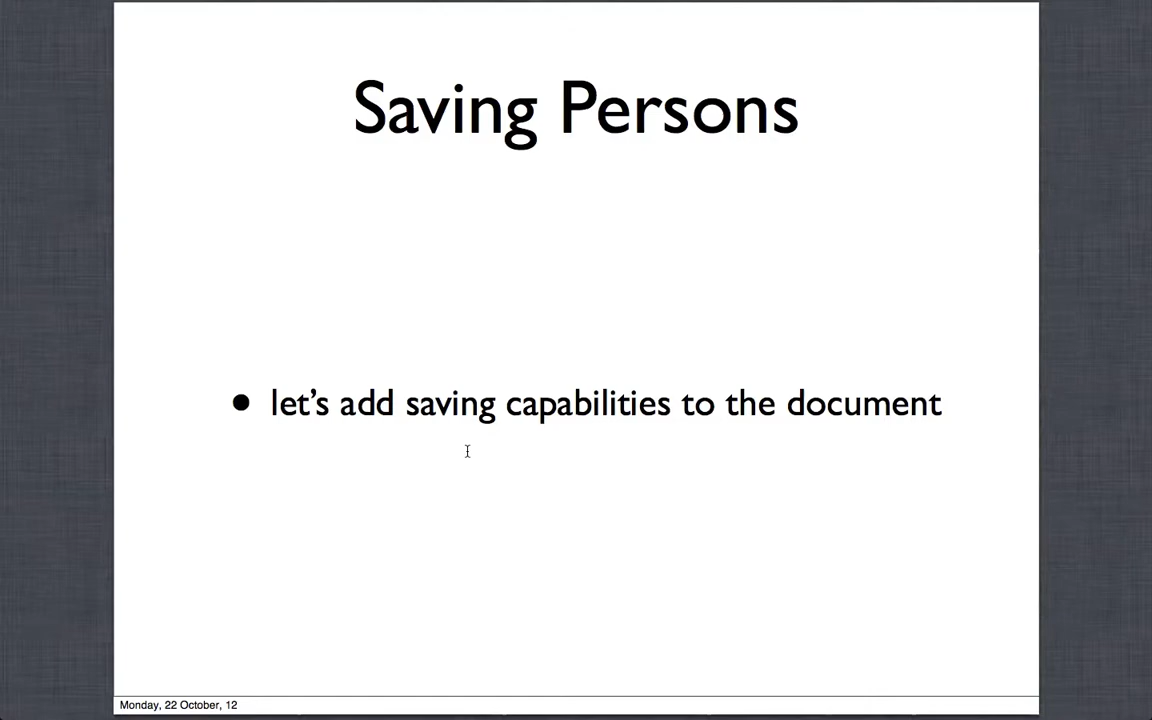 Saving Persons
• let's add saving capabilities to the document
Monday, 22 October, 12